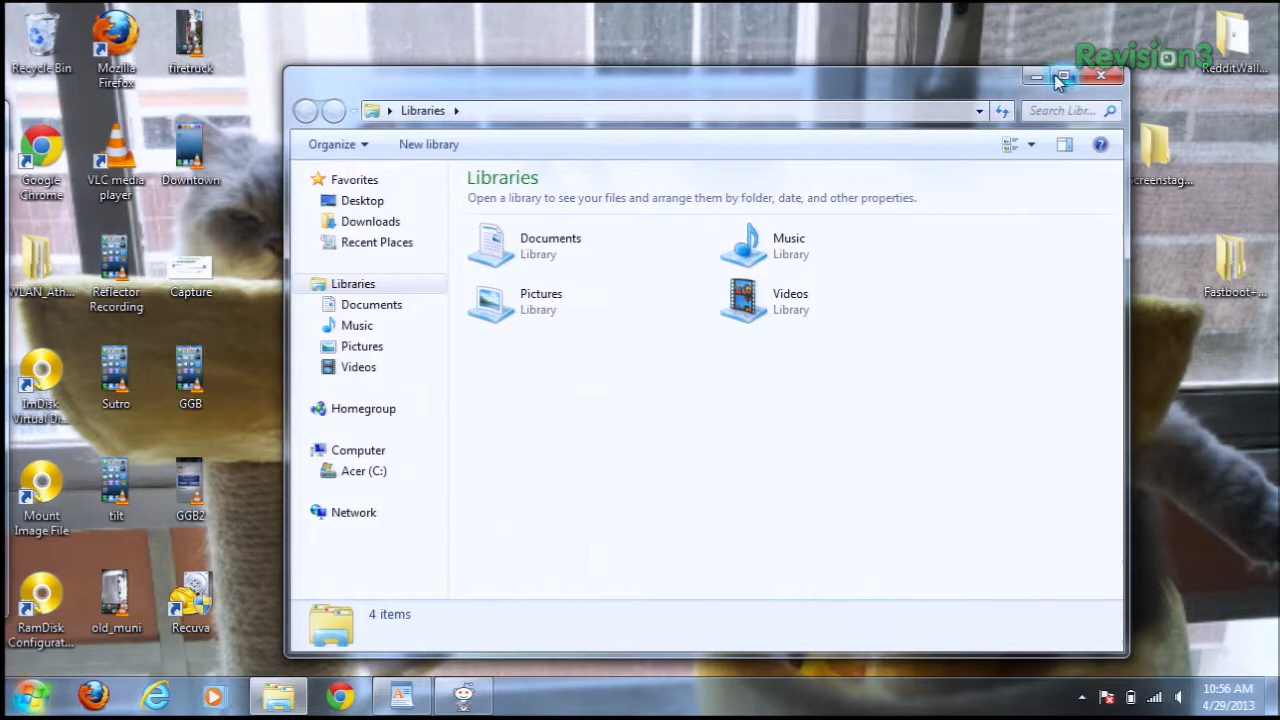 Revision3
Recycle Bin
Mozilla
Firefox
firetruck
RedditWall...
Google
Chrome
VLC media
player
Downtown
WLAN_Ath...
Reflector
Recording
Capture
ImDisk
Virtual Di...
Sutro
GGB
Mount
Image File
tilt
GGB2
RamDisk
Configurat...
old_muni
Recuva
Screenstag...
Fastboot+...
Libraries
Search Libr...
Organize
New library
Favorites
Desktop
Downloads
Recent Places
Libraries
Documents
Music
Pictures
Videos
Homegroup
Computer
Acer (C:)
Network
Libraries
Open a library to see your files and arrange them by folder, date, and other properties.
Documents
Library
Music
Library
Pictures
Library
Videos
Library
4 items
10:56 AM
4/29/2013